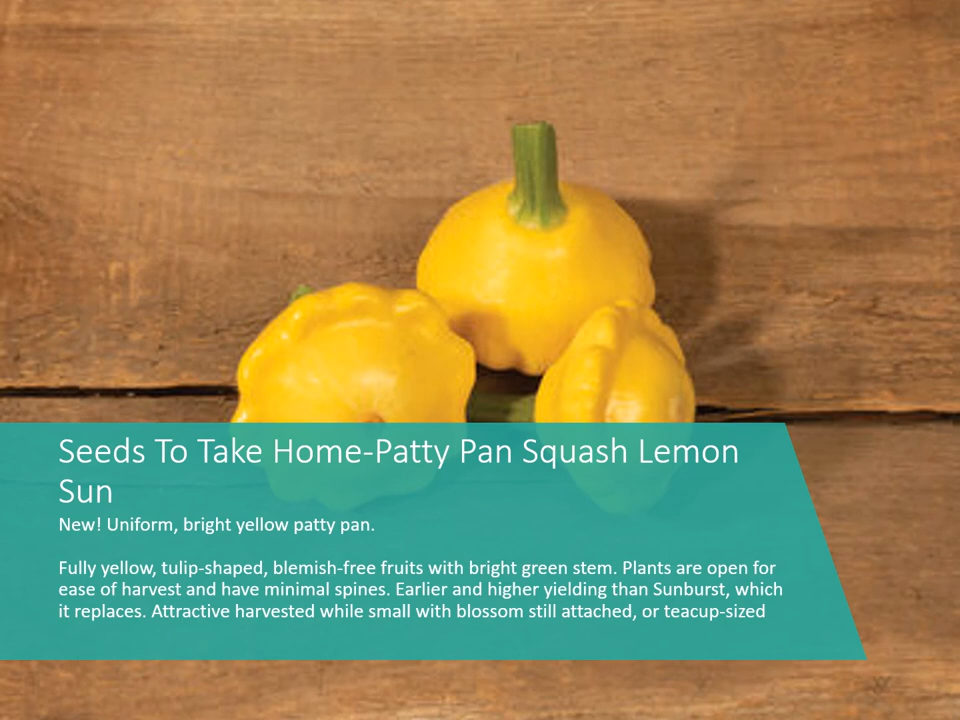 Seeds To Take Home-Patty Pan Squash Lemon
Sun
New! Uniform, bright yellow patty pan.
Fully yellow, tulip-shaped, blemish-free fruits with bright green stem. Plants are open for
ease of harvest and have minimal spines. Earlier and higher yielding than Sunburst, which
it replaces. Attractive harvested while small with blossom still attached, or teacup-sized